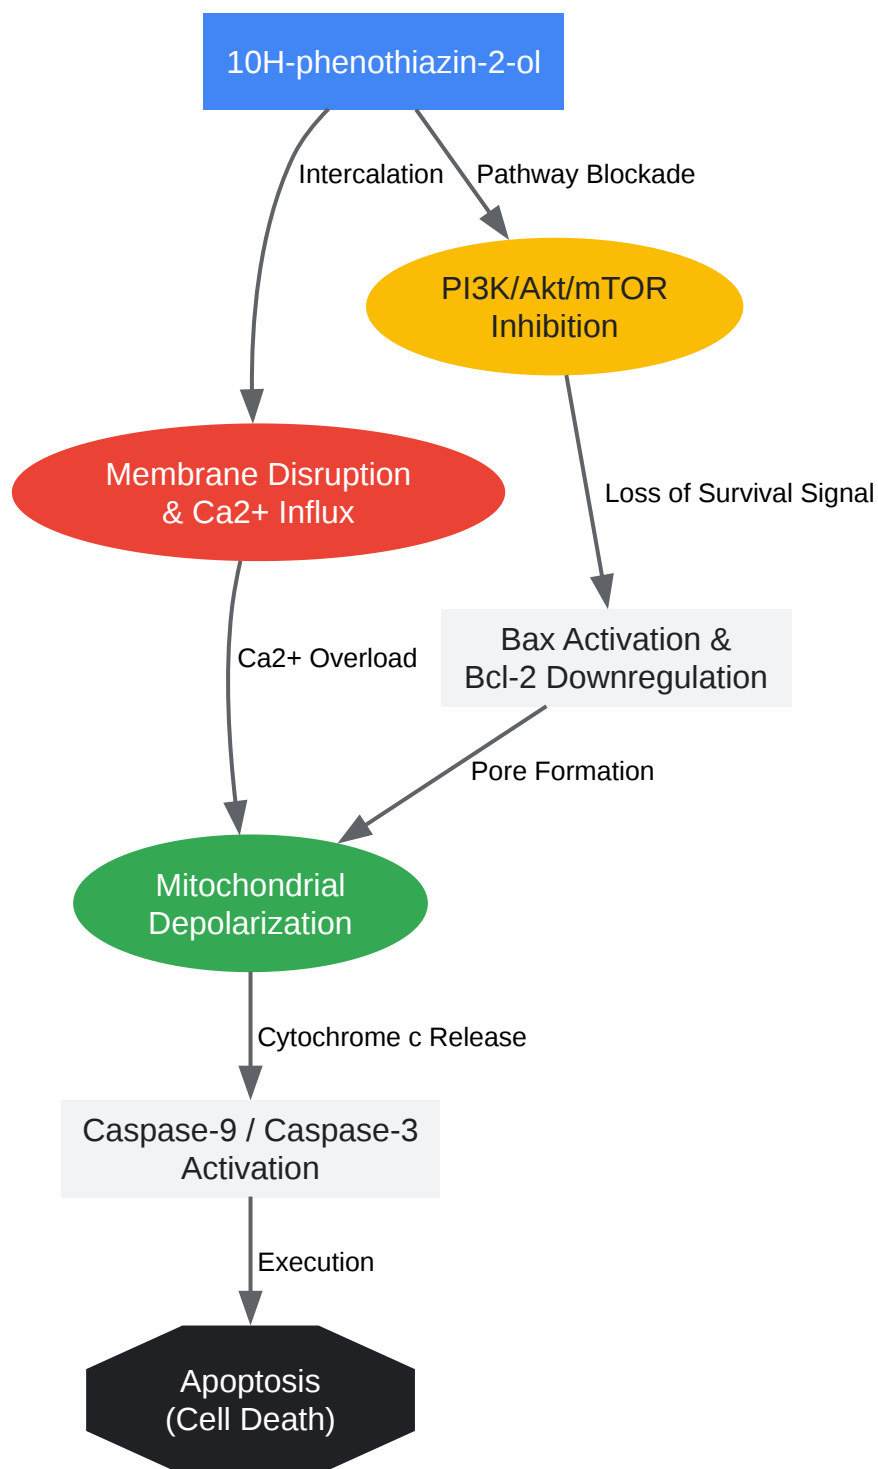 10H-phenothiazin-2-ol
Intercalation
Pathway Blockade
PI3K/Akt/mTOR
Inhibition
Membrane Disruption
& Ca2+ Influx
Loss of Survival Signal
Bax Activation &
Bcl-2 Downregulation
Ca2+ Overload
Pore Formation
Mitochondrial
Depolarization
Cytochrome c Release
Caspase-9 / Caspase-3
Activation
Execution
Apoptosis
(Cell Death)